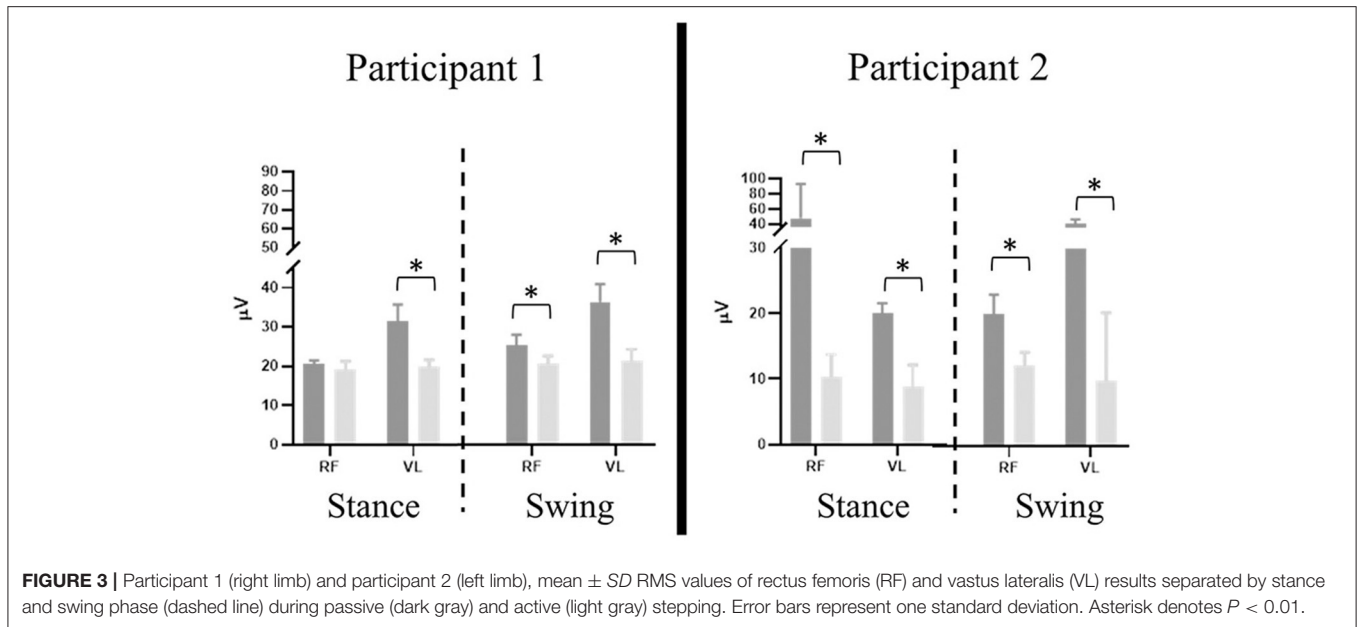 Participant 1
Participant 2
90
80
70
60
50
40
30
20
10
0
μV
*
*
*
RF
VL
RF
VL
Stance
Swing
100
80
60
40
30
20
10
0
μV
*
*
*
*
RF
VL
RF
VL
Stance
Swing
FIGURE 3 | Participant 1 (right limb) and participant 2 (left limb), mean ± SD RMS values of rectus femoris (RF) and vastus lateralis (VL) results separated by stance
and swing phase (dashed line) during passive (dark gray) and active (light gray) stepping. Error bars represent one standard deviation. Asterisk denotes P < 0.01.